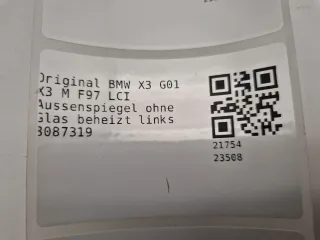 Original BMW X3 G01
X3 M F97 LCI
Aussenspiegel ohne
Glas beheizt links
8087319
21754
23508